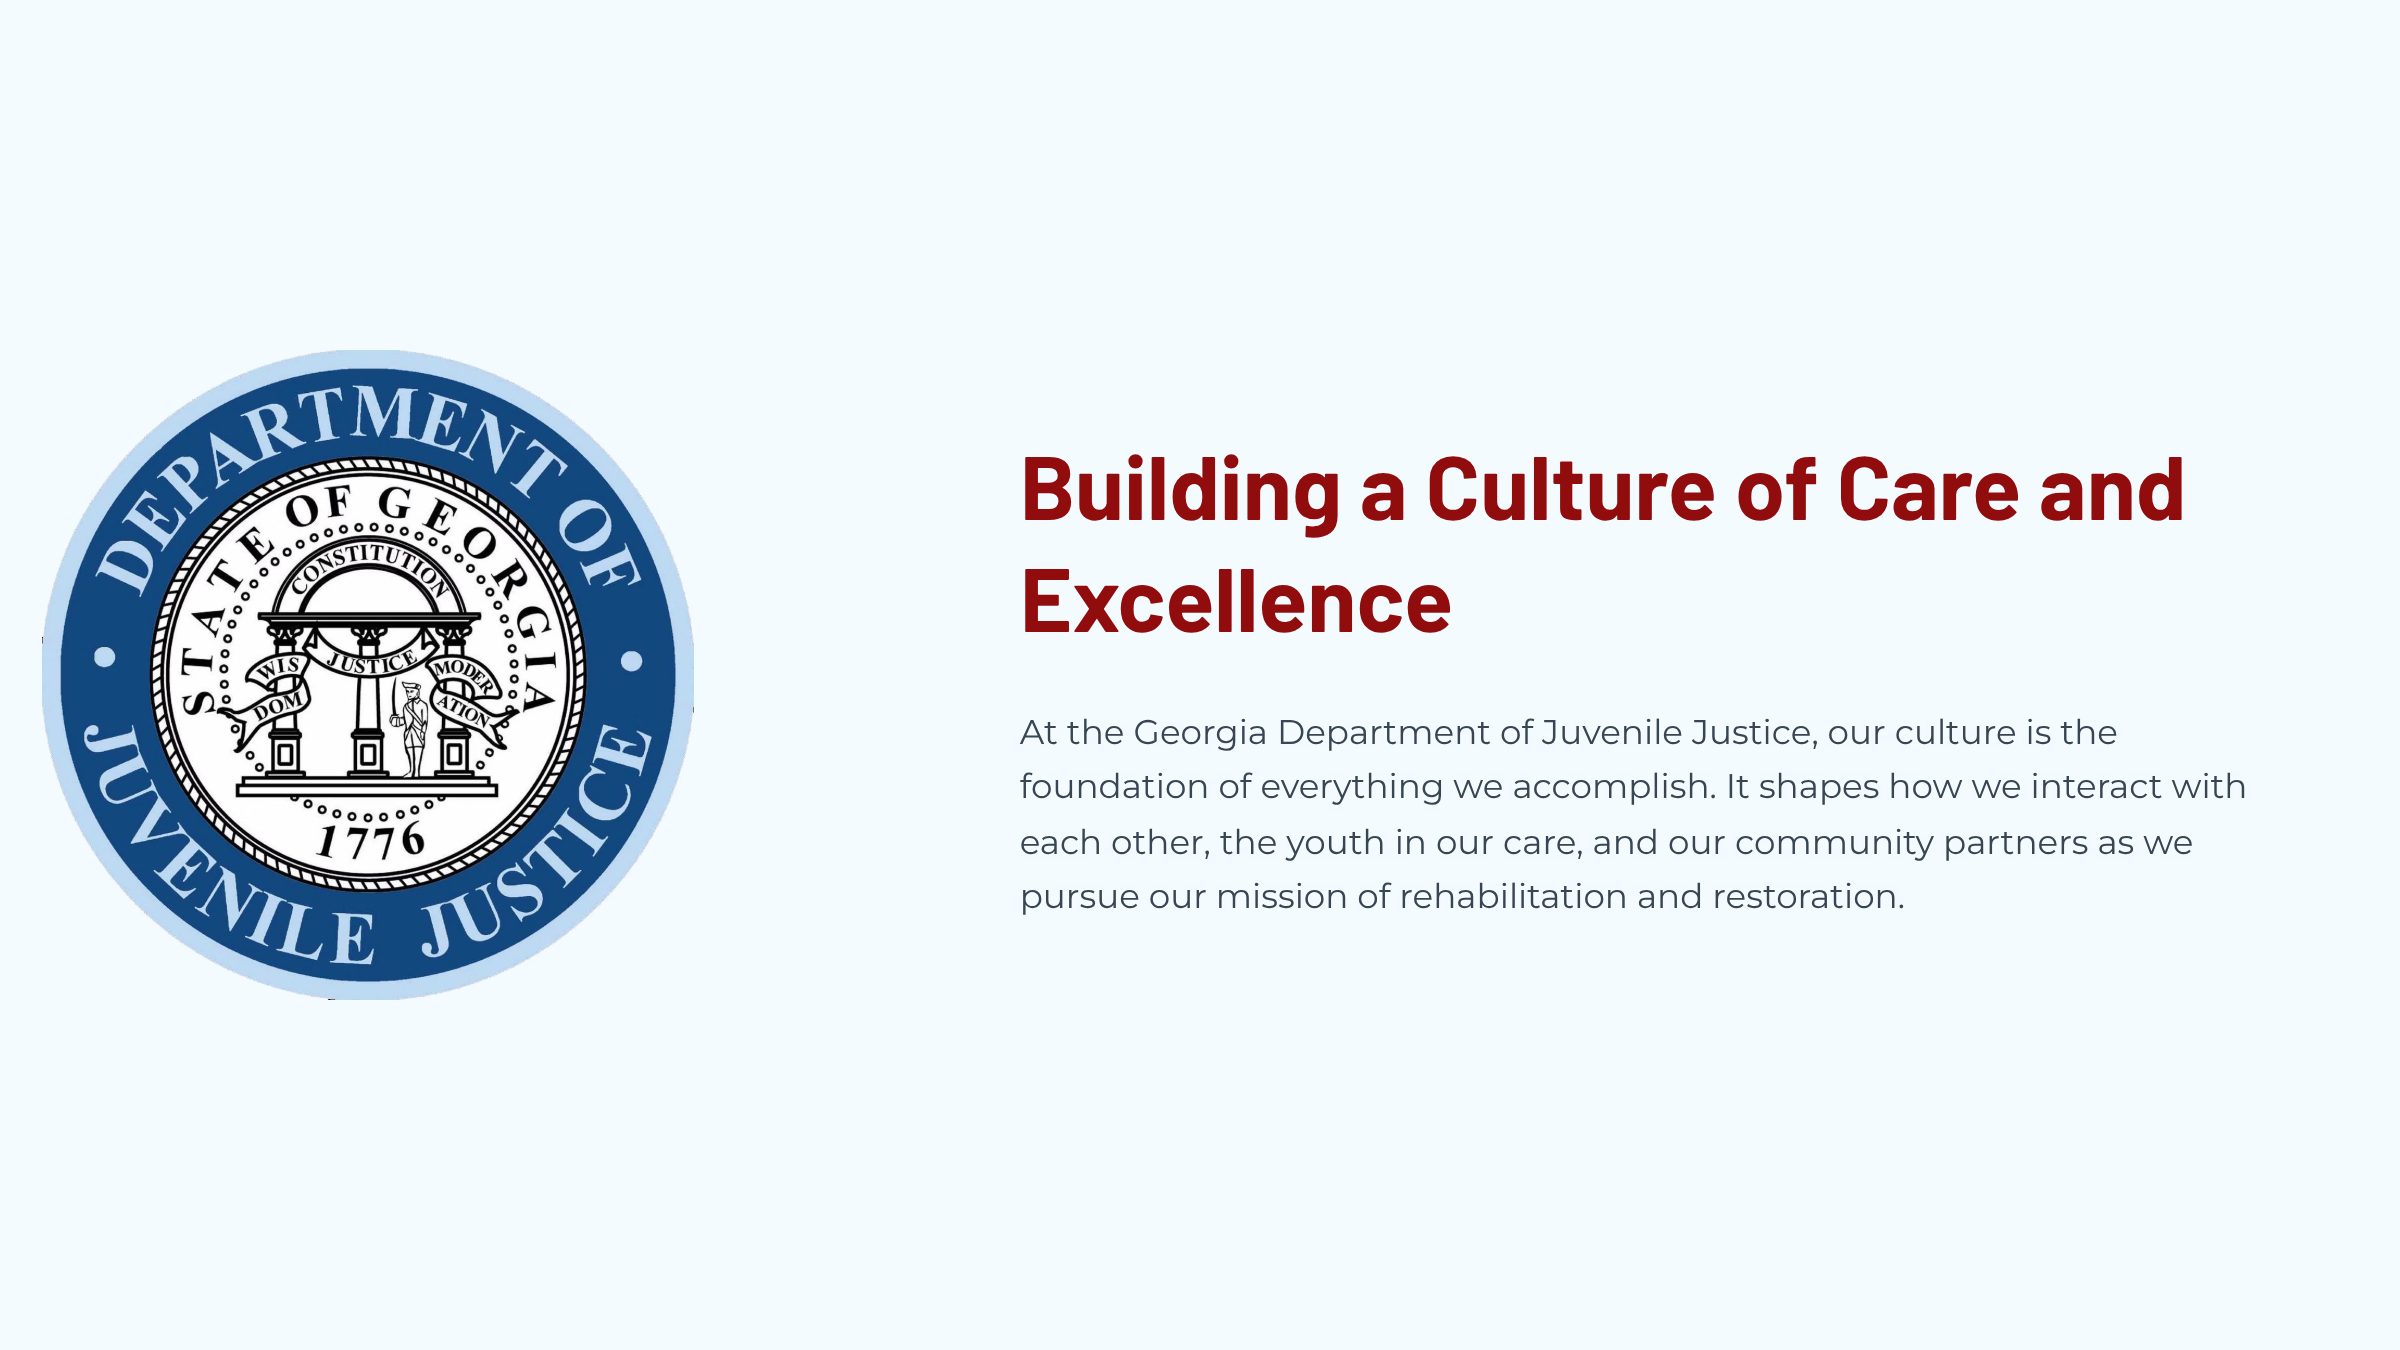 DEPARTMENT OF
JUVENILE JUSTICE
STATE OF GEORGIA
CONSTITUTION
WIS
DOM
JUSTICE
MODER
ATION
1776
Building a Culture of Care and
Excellence
At the Georgia Department of Juvenile Justice, our culture is the
foundation of everything we accomplish. It shapes how we interact with
each other, the youth in our care, and our community partners as we
pursue our mission of rehabilitation and restoration.